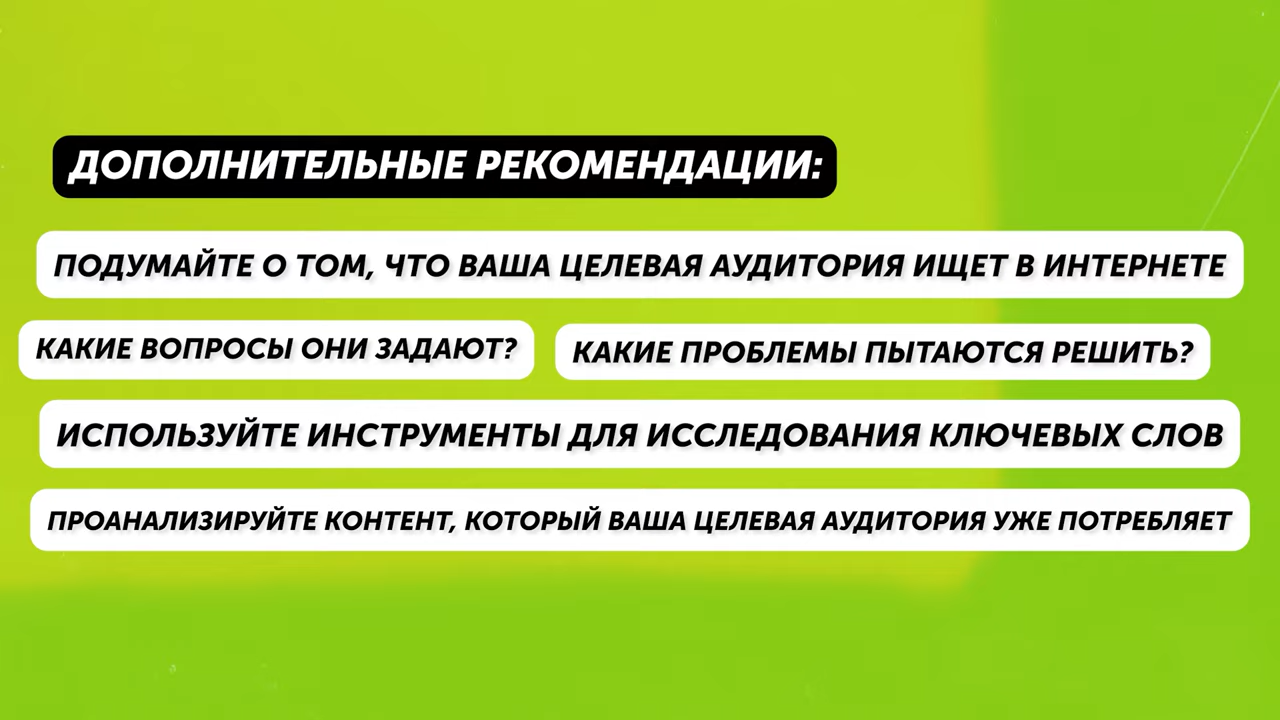 ДОПОЛНИТЕЛЬНЫЕ РЕКОМЕНДАЦИИ:
ПОДУМАЙТЕ О ТОМ, ЧТО ВАША ЦЕЛЕВАЯ АУДИТОРИЯ ИЩЕТ В ИНТЕРНЕТЕ
КАКИЕ ВОПРОСЫ ОНИ ЗАДАЮТ?
КАКИЕ ПРОБЛЕМЫ ПЫТАЮТСЯ РЕШИТЬ?
ИСПОЛЬЗУЙТЕ ИНСТРУМЕНТЫ ДЛЯ ИССЛЕДОВАНИЯ КЛЮЧЕВЫХ СЛОВ
ПРОАНАЛИЗИРУЙТЕ КОНТЕНТ, КОТОРЫЙ ВАША ЦЕЛЕВАЯ АУДИТОРИЯ УЖЕ ПОТРЕБЛЯЕТ